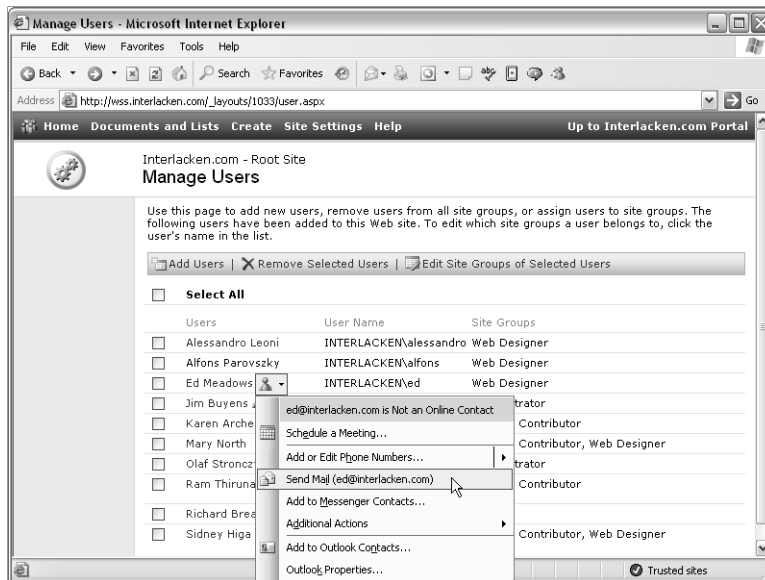 Manage Users - Microsoft Internet Explorer
File Edit View Favorites Tools Help
Back Search Favorites
Address http://wss.interlacken.com/_layouts/1033/user.aspx Go
Home Documents and Lists Create Site Settings Help Up to Interlacken.com Portal
Interlacken.com - Root Site
Manage Users
Use this page to add new users, remove users from all site groups, or assign users to site groups. The
following users have been added to this Web site. To edit which site groups a user belongs to, click the
user's name in the list.
Add Users | Remove Selected Users | Edit Site Groups of Selected Users
Select All
Users User Name Site Groups
Alessandro Leoni INTERLACKEN\alessandro Web Designer
Alfons Parovszky INTERLACKEN\alfons Web Designer
Ed Meadows INTERLACKEN\ed Web Designer
Jim Buyens
Karen Contributor
Mary North Contributor, Web Designer
Olaf
Ram Contributor
Richard
Sidney Higa Contributor, Web Designer
ed@interlacken.com is Not an Online Contact
Schedule a Meeting...
Add or Edit Phone Numbers...
Send Mail (ed@interlacken.com)
Add to Messenger Contacts...
Additional Actions
Add to Outlook Contacts...
Outlook Properties...
Trusted sites